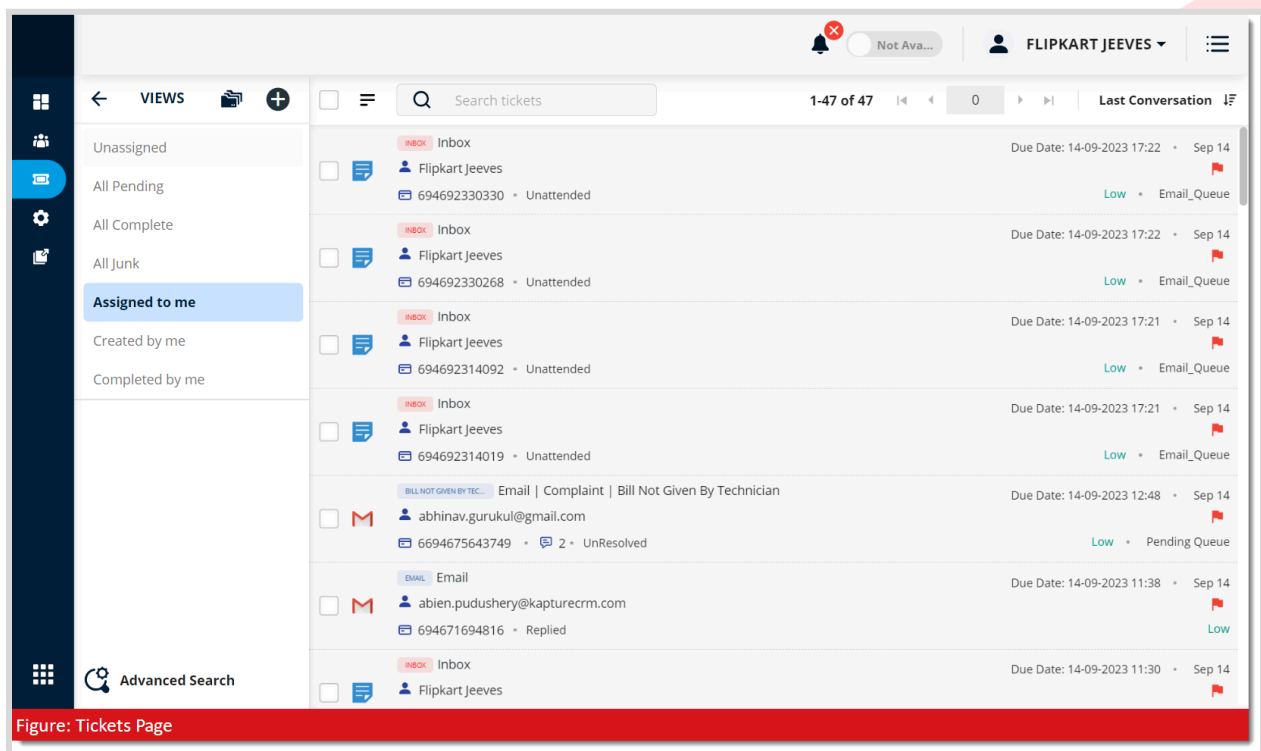 Not Ava...
FLIPKART JEEVES
VIEWS
Search tickets
1-47 of 47
0
Last Conversation
Unassigned
All Pending
All Complete
All Junk
Assigned to me
Created by me
Completed by me
Advanced Search
INBOX Inbox
Due Date: 14-09-2023 17:22 • Sep 14
Flipkart Jeeves
694692330330 • Unattended
Low • Email_Queue
INBOX Inbox
Due Date: 14-09-2023 17:22 • Sep 14
Flipkart Jeeves
694692330268 • Unattended
Low • Email_Queue
INBOX Inbox
Due Date: 14-09-2023 17:21 • Sep 14
Flipkart Jeeves
694692314092 • Unattended
Low • Email_Queue
INBOX Inbox
Due Date: 14-09-2023 17:21 • Sep 14
Flipkart Jeeves
694692314019 • Unattended
Low • Email_Queue
BILL NOT GIVEN BY TEC... Email | Complaint | Bill Not Given By Technician
Due Date: 14-09-2023 12:48 • Sep 14
abhinav.gurukul@gmail.com
6694675643749 • 2 • UnResolved
Low • Pending Queue
EMAIL Email
Due Date: 14-09-2023 11:38 • Sep 14
abien.pudushery@kapturecrm.com
694671694816 • Replied
Low
INBOX Inbox
Due Date: 14-09-2023 11:30 • Sep 14
Flipkart Jeeves
Figure: Tickets Page